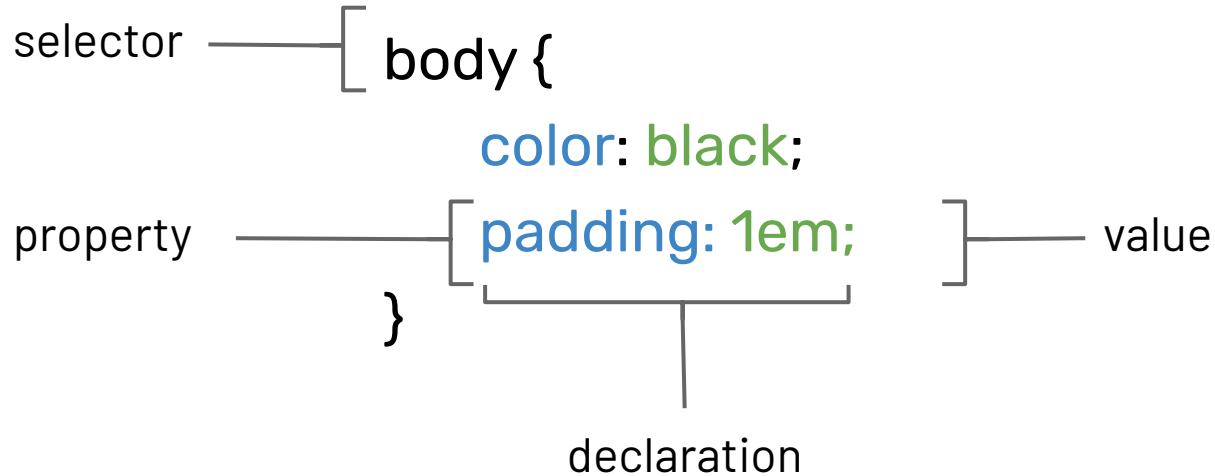 selector
body {
color: black;
property
padding: 1em;
value
}
declaration